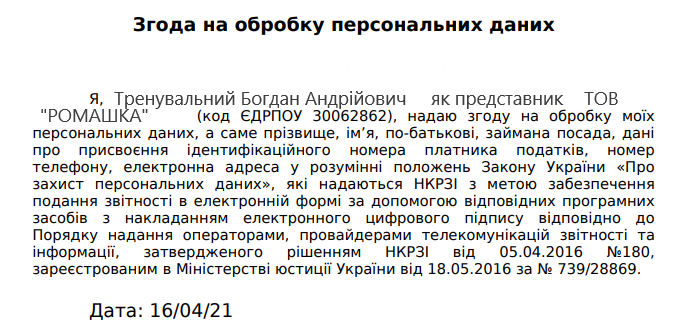 Згода на обробку персональних даних
Я, Тренувальний Богдан Андрійович як представник ТОВ
"РОМАШКА" (код ЄДРПОУ 30062862), надаю згоду на обробку моїх
персональних даних, а саме прізвище, ім’я, по-батькові, займана посада, дані
про присвоєння ідентифікаційного номера платника податків, номер
телефону, електронна адреса у розумінні положень Закону України «Про
захист персональних даних», які надаються НКРЗІ з метою забезпечення
подання звітності в електронній формі за допомогою відповідних програмних
засобів з накладанням електронного цифрового підпису відповідно до
Порядку надання операторами, провайдерами телекомунікацій звітності та
інформації, затвердженого рішенням НКРЗІ від 05.04.2016 №180,
зареєстрованим в Міністерстві юстиції України від 18.05.2016 за № 739/28869.
Дата: 16/04/21